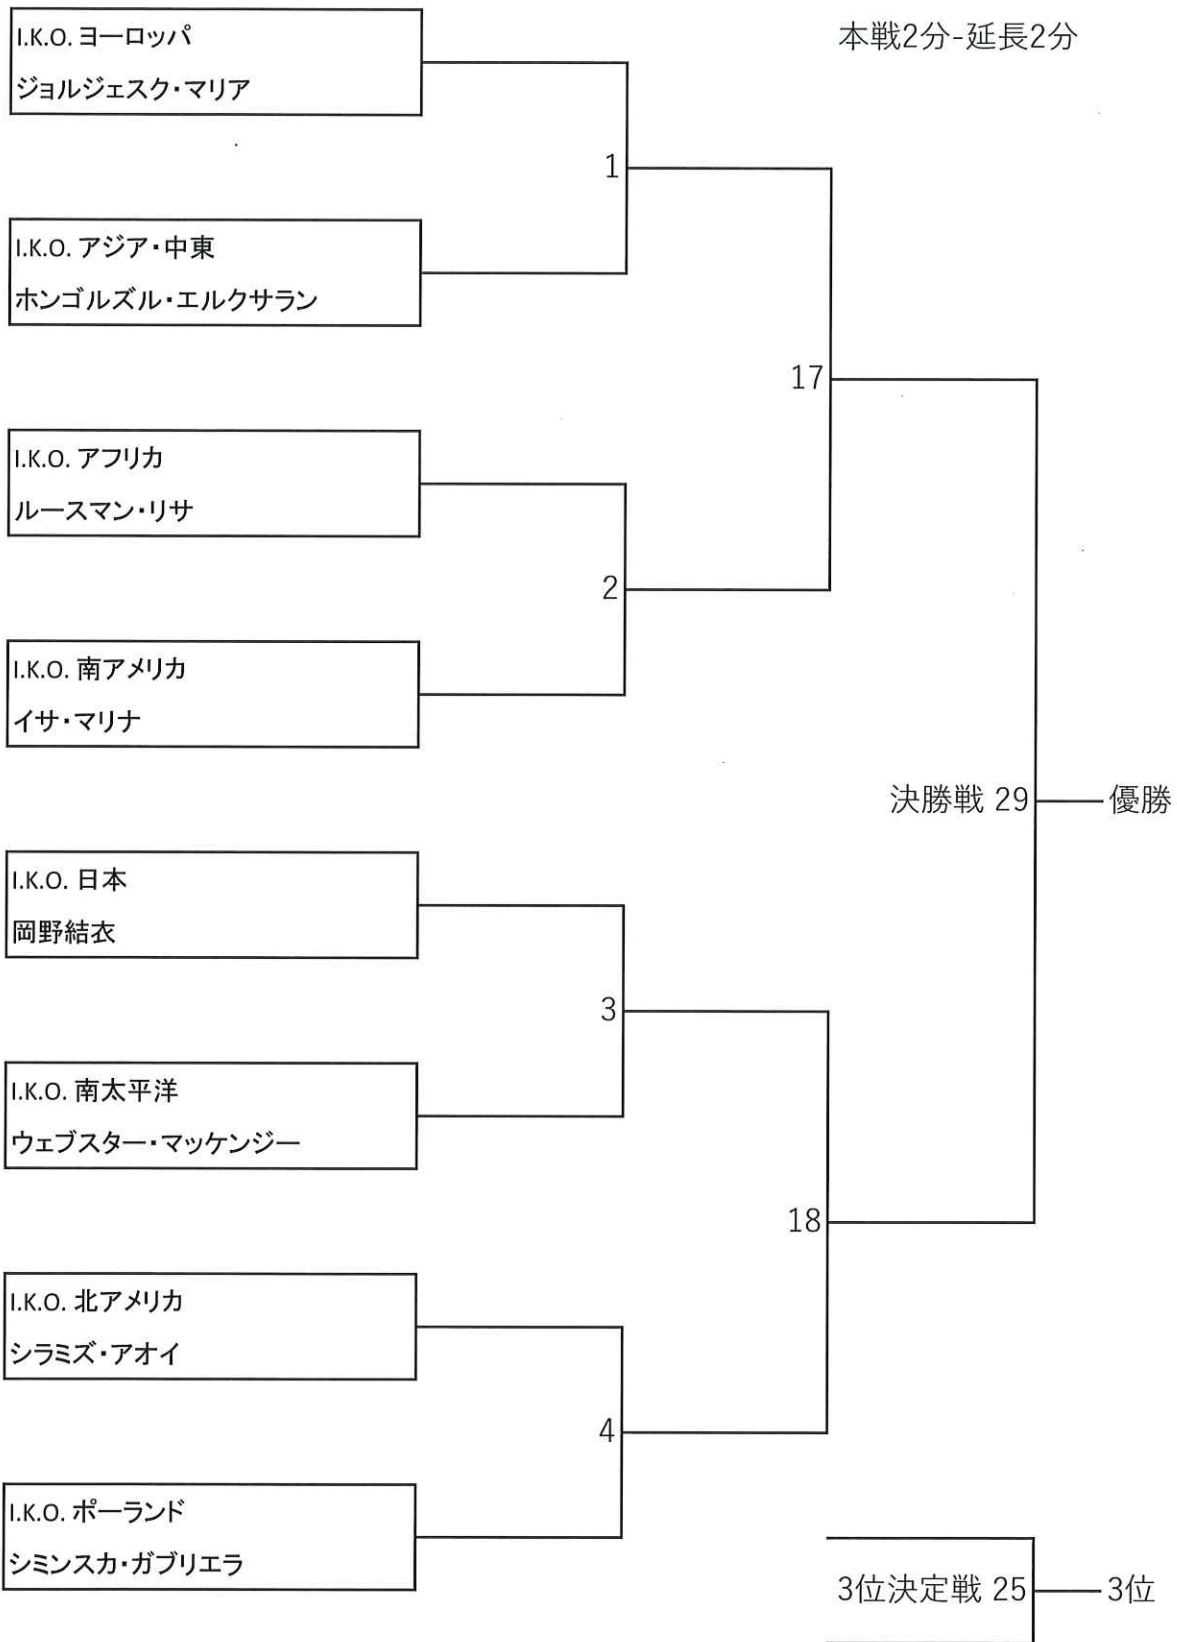 本戦2分-延長2分
I.K.O. ヨーロッパ
ジョルジェスク・マリア
1
I.K.O. アジア・中東
ホンゴルズル・エルクサラン
17
I.K.O. アフリカ
ルースマン・リサ
2
I.K.O. 南アメリカ
イサ・マリナ
決勝戦 29
優勝
I.K.O. 日本
岡野結衣
3
I.K.O. 南太平洋
ウェブスター・マッケンジー
18
I.K.O. 北アメリカ
シラミズ・アオイ
4
I.K.O. ポーランド
シミンスカ・ガブリエラ
3位決定戦 25
3位